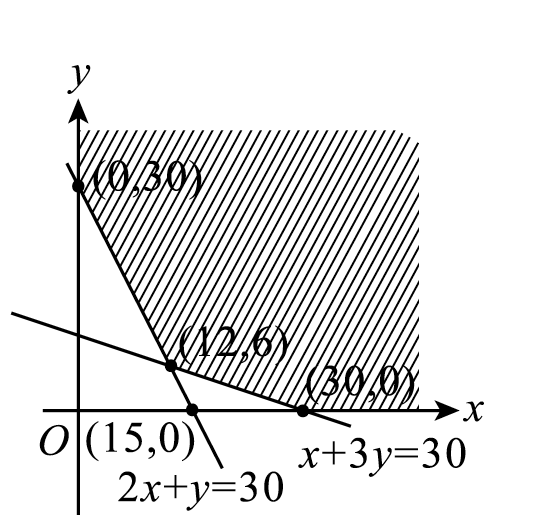 y
(0,30)
(12,6)
(30,0)
x
O
(15,0)
x+3y=30
2x+y=30